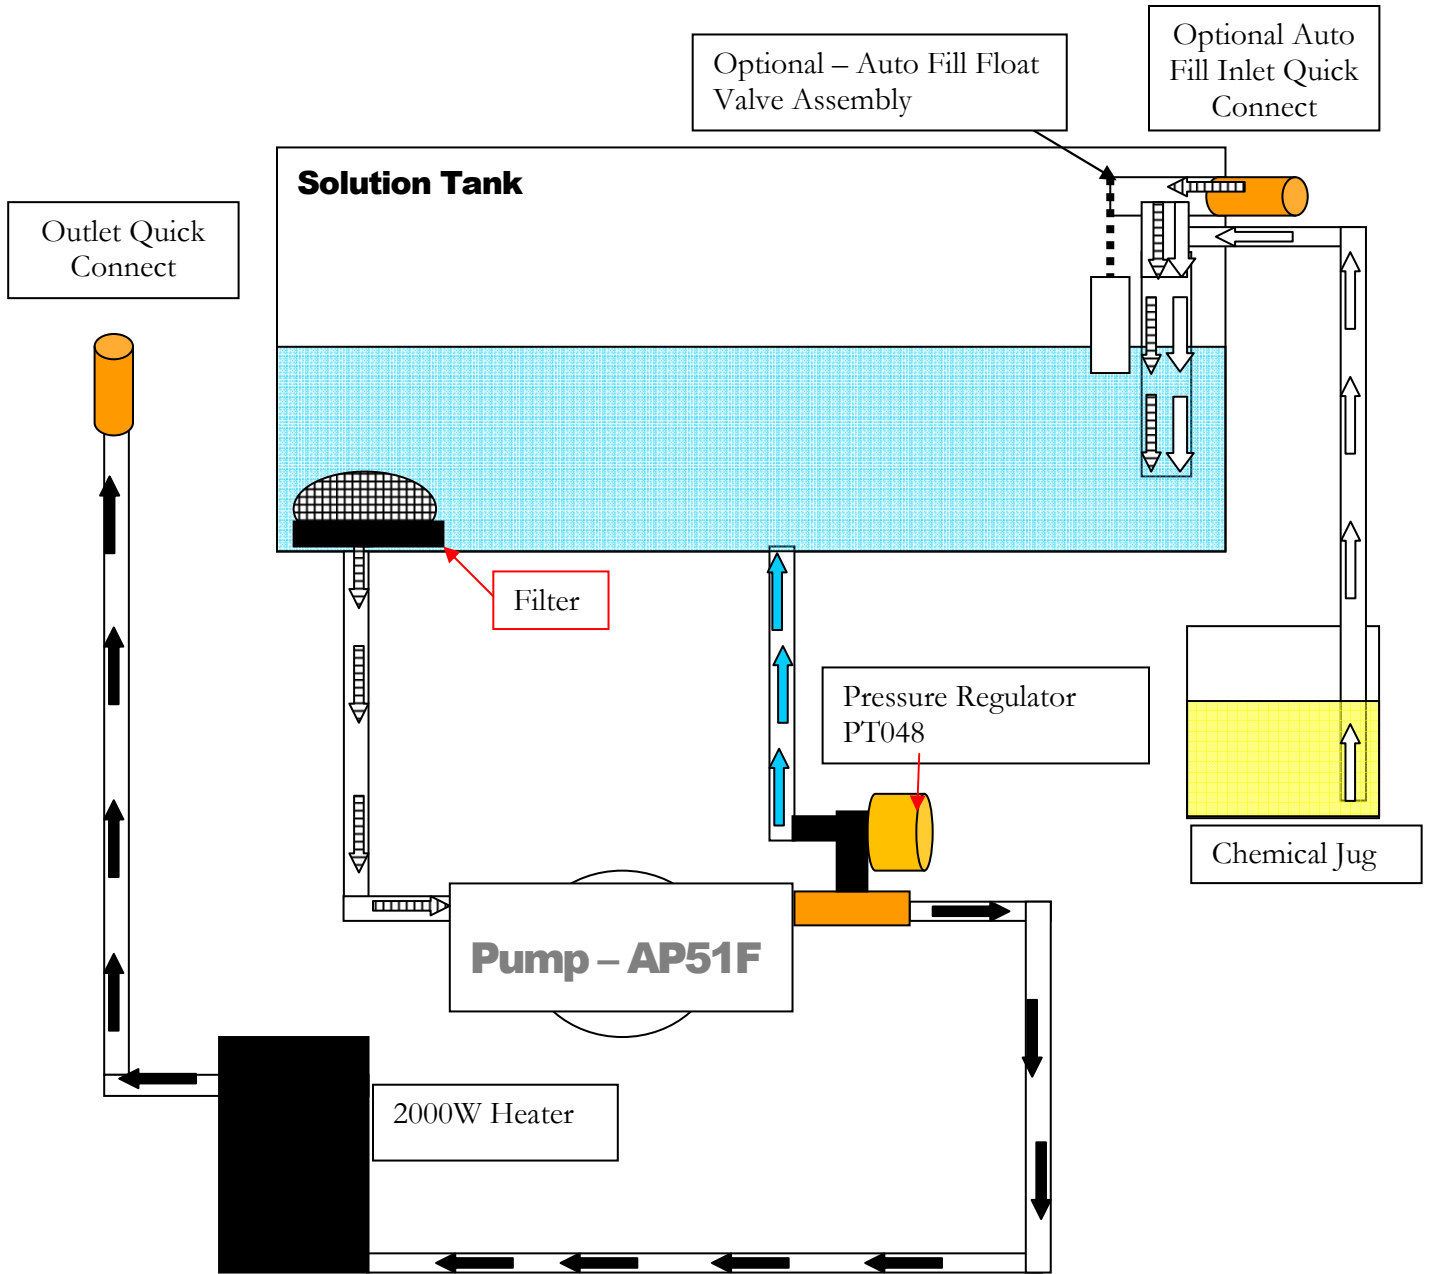 Optional Auto
Fill Inlet Quick
Connect
Optional – Auto Fill Float
Valve Assembly
Solution Tank
Outlet Quick
Connect
Filter
Pressure Regulator
PT048
Chemical Jug
Pump – AP51F
2000W Heater